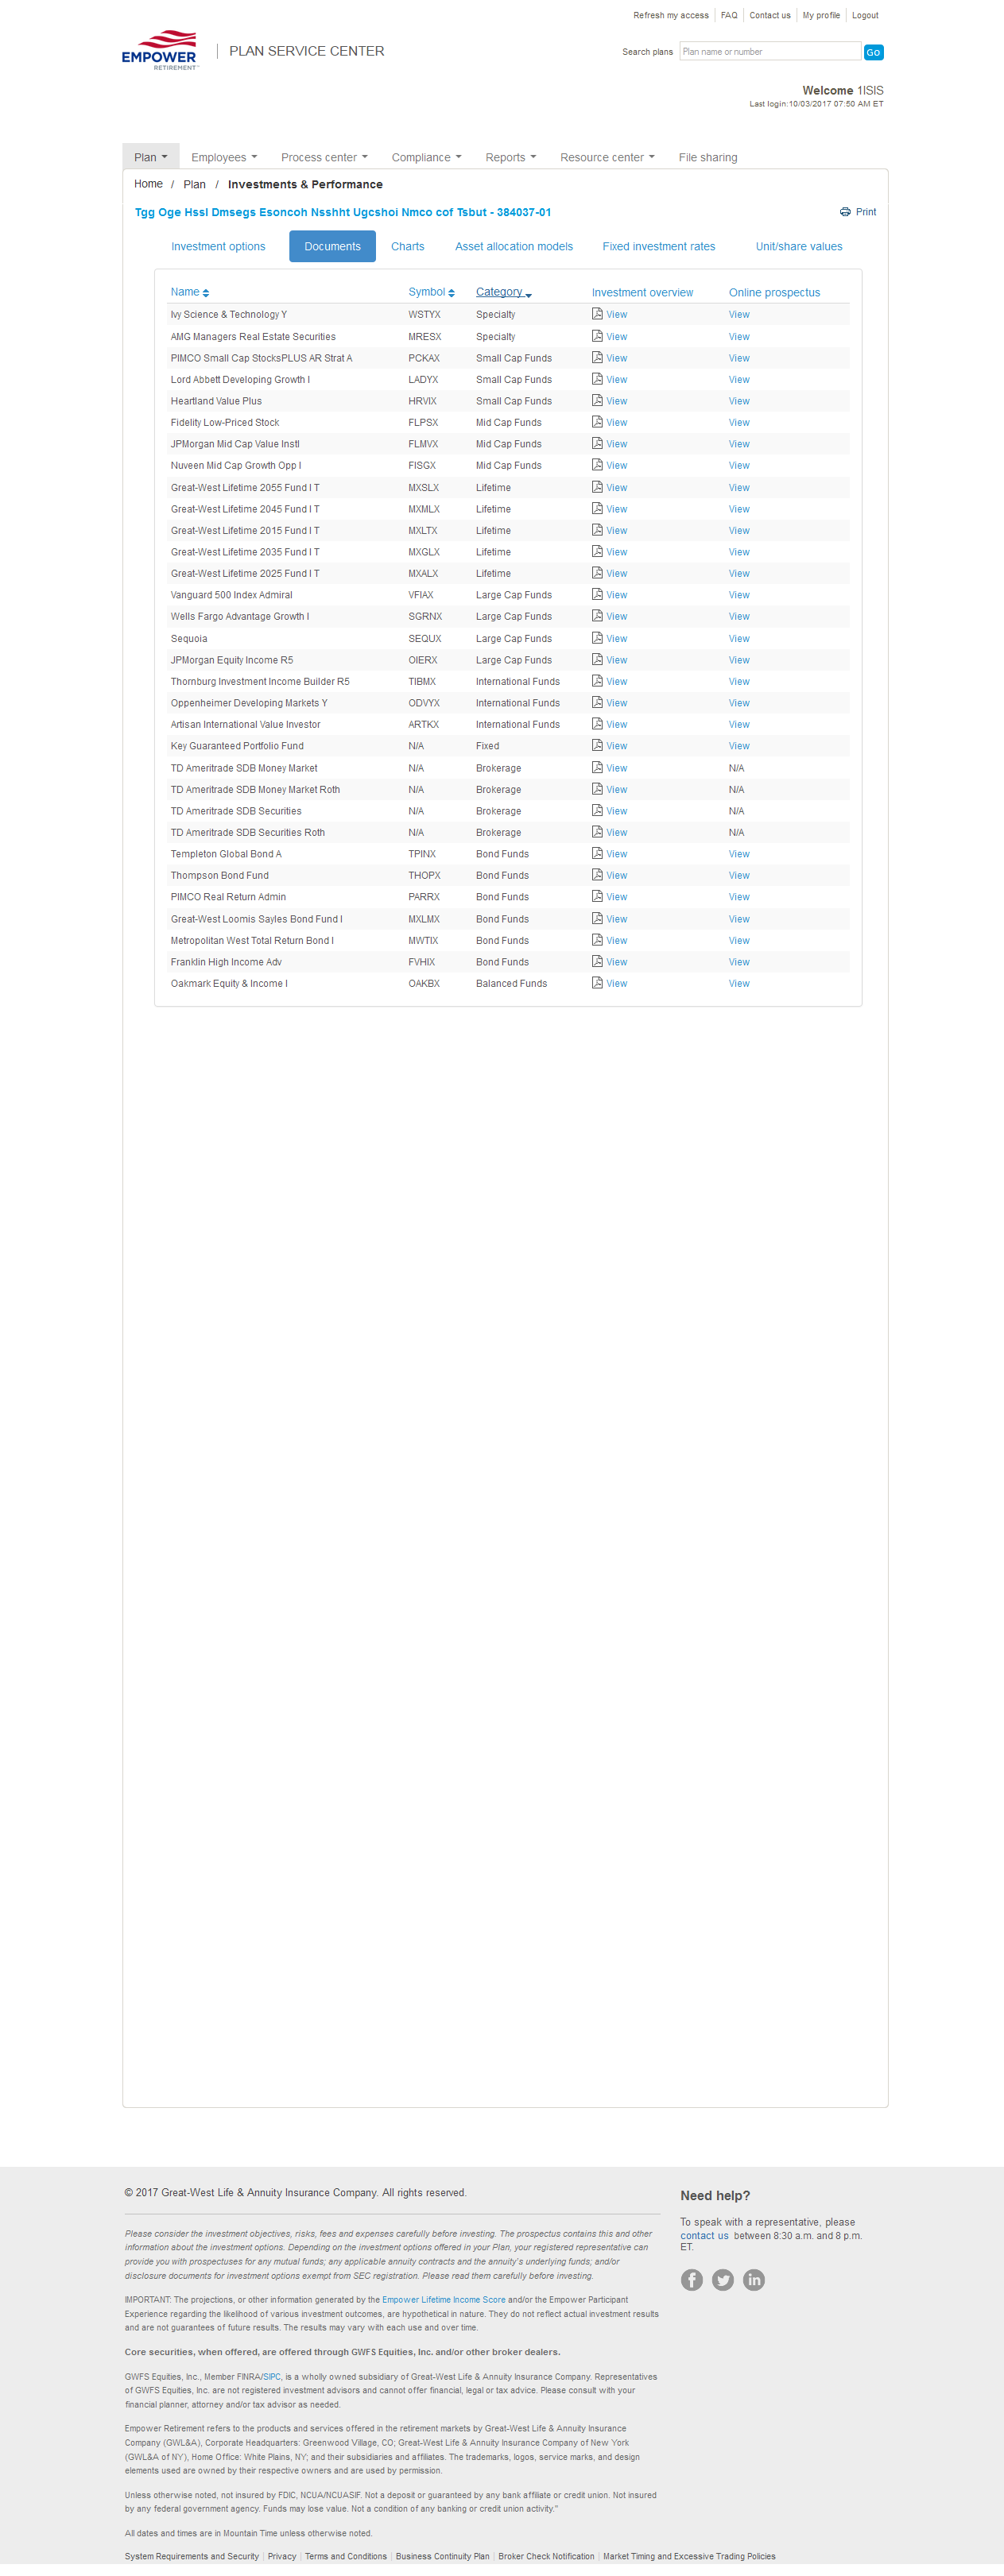 Refresh my access FAQ Contact us My profile Logout
EMPOWER
RETIREMENT
PLAN SERVICE CENTER
Search plans Plan name or number Go
Welcome 1ISIS
Last login:10/03/2017 07:50 AM ET
Plan Employees Process center Compliance Reports Resource center File sharing
Home / Plan / Investments & Performance
Tgg Oge Hssl Dmsegs Esoncoh Nsshht Ugcshoi Nmco cof Tsbut - 384037-01 Print
Investment options Documents Charts Asset allocation models Fixed investment rates Unit/share values
Name Symbol Category Investment overview Online prospectus
Ivy Science & Technology Y WSTYX Specialty View View
AMG Managers Real Estate Securities MRESX Specialty View View
PIMCO Small Cap StocksPLUS AR Strat A PCKAX Small Cap Funds View View
Lord Abbett Developing Growth I LADYX Small Cap Funds View View
Heartland Value Plus HRVIX Small Cap Funds View View
Fidelity Low-Priced Stock FLPSX Mid Cap Funds View View
JPMorgan Mid Cap Value Instl FLMVX Mid Cap Funds View View
Nuveen Mid Cap Growth Opp I FISGX Mid Cap Funds View View
Great-West Lifetime 2055 Fund I T MXSLX Lifetime View View
Great-West Lifetime 2045 Fund I T MXMLX Lifetime View View
Great-West Lifetime 2015 Fund I T MXLTX Lifetime View View
Great-West Lifetime 2035 Fund I T MXGLX Lifetime View View
Great-West Lifetime 2025 Fund I T MXALX Lifetime View View
Vanguard 500 Index Admiral VFIAX Large Cap Funds View View
Wells Fargo Advantage Growth I SGRNX Large Cap Funds View View
Sequoia SEQUX Large Cap Funds View View
JPMorgan Equity Income R5 OIERX Large Cap Funds View View
Thornburg Investment Income Builder R5 TIBMX International Funds View View
Oppenheimer Developing Markets Y ODVYX International Funds View View
Artisan International Value Investor ARTKX International Funds View View
Key Guaranteed Portfolio Fund N/A Fixed View View
TD Ameritrade SDB Money Market N/A Brokerage View N/A
TD Ameritrade SDB Money Market Roth N/A Brokerage View N/A
TD Ameritrade SDB Securities N/A Brokerage View N/A
TD Ameritrade SDB Securities Roth N/A Brokerage View N/A
Templeton Global Bond A TPINX Bond Funds View View
Thompson Bond Fund THOPX Bond Funds View View
PIMCO Real Return Admin PARRX Bond Funds View View
Great-West Loomis Sayles Bond Fund I MXLMX Bond Funds View View
Metropolitan West Total Return Bond I MWTIX Bond Funds View View
Franklin High Income Adv FVHIX Bond Funds View View
Oakmark Equity & Income I OAKBX Balanced Funds View View
© 2017 Great-West Life & Annuity Insurance Company. All rights reserved.
Please consider the investment objectives, risks, fees and expenses carefully before investing. The prospectus contains this and other
information about the investment options. Depending on the investment options offered in your Plan, your registered representative can
provide you with prospectuses for any mutual funds; any applicable annuity contracts and the annuity's underlying funds; and/or
disclosure documents for investment options exempt from SEC registration. Please read them carefully before investing.
IMPORTANT: The projections, or other information generated by the Empower Lifetime Income Score and/or the Empower Participant
Experience regarding the likelihood of various investment outcomes, are hypothetical in nature. They do not reflect actual investment results
and are not guarantees of future results. The results may vary with each use and over time.
Core securities, when offered, are offered through GWFS Equities, Inc. and/or other broker dealers.
GWFS Equities, Inc., Member FINRA/SIPC, is a wholly owned subsidiary of Great-West Life & Annuity Insurance Company. Representatives
of GWFS Equities, Inc. are not registered investment advisors and cannot offer financial, legal or tax advice. Please consult with your
financial planner, attorney and/or tax advisor as needed.
Empower Retirement refers to the products and services offered in the retirement markets by Great-West Life & Annuity Insurance
Company (GWL&A), Corporate Headquarters: Greenwood Village, CO; Great-West Life & Annuity Insurance Company of New York
(GWL&A of NY), Home Office: White Plains, NY; and their subsidiaries and affiliates. The trademarks, logos, service marks, and design
elements used are owned by their respective owners and are used by permission.
Unless otherwise noted, not insured by FDIC, NCUA/NCUASIF. Not a deposit or guaranteed by any bank affiliate or credit union. Not insured
by any federal government agency. Funds may lose value. Not a condition of any banking or credit union activity."
All dates and times are in Mountain Time unless otherwise noted.
Need help?
To speak with a representative, please
contact us between 8:30 a.m. and 8 p.m.
ET.
System Requirements and Security Privacy Terms and Conditions Business Continuity Plan Broker Check Notification Market Timing and Excessive Trading Policies